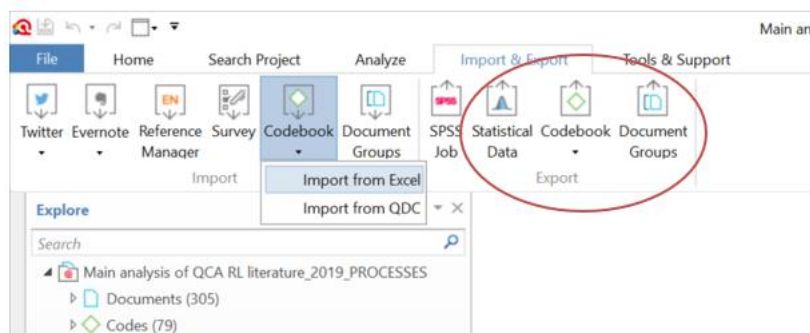 Main an
File Home Search Project Analyze Import & Export Tools & Support
Twitter Evernote Reference Manager Survey Codebook Document Groups SPSS Job Statistical Data Codebook Document Groups
Import Export
Import from Excel
Import from QDC
Explore
Search
Main analysis of QCA RL literature_2019_PROCESSES
Documents (305)
Codes (79)